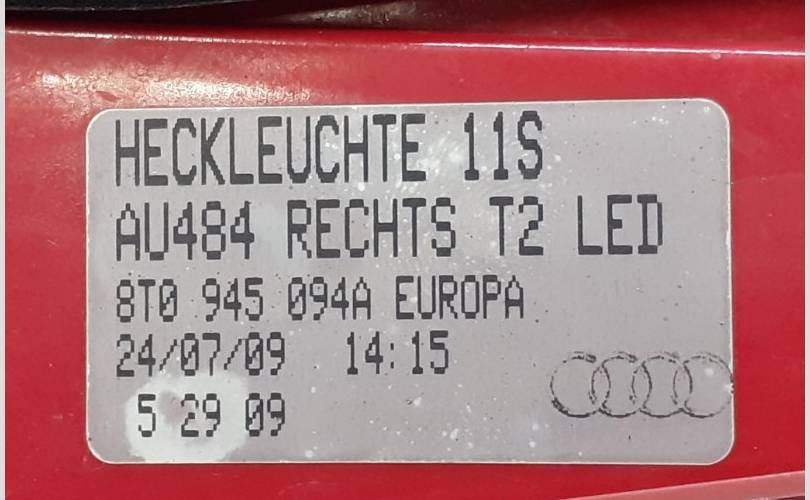 HECKLEUCHTE 11S
AU484 RECHTS T2 LED
8T0 945 094A EUROPA
24/07/09 14:15
5 29 09